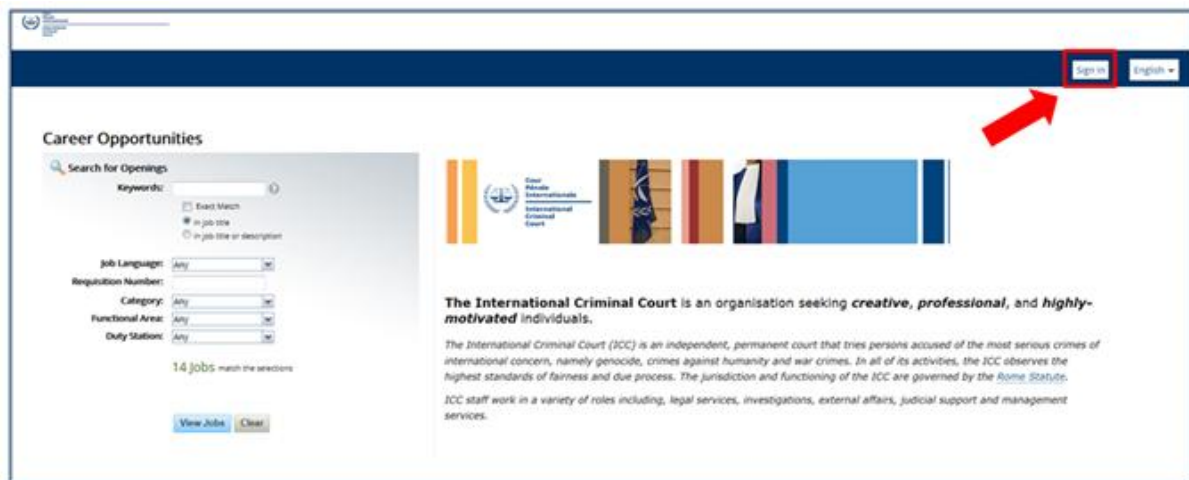 Sign In
English
Career Opportunities
Search for Openings
Keywords:
Exact Match
in job title
in job title or description
Job Language: Any
Requisition Number:
Category: Any
Functional Area: Any
Duty Station: Any
14 Jobs match the selections
View Jobs Clear
Cour
Pénale
Internationale
International
Criminal
Court
The International Criminal Court is an organisation seeking creative, professional, and highly-
motivated individuals.
The International Criminal Court (ICC) is an independent, permanent court that tries persons accused of the most serious crimes of
international concern, namely genocide, crimes against humanity and war crimes. In all of its activities, the ICC observes the
highest standards of fairness and due process. The jurisdiction and functioning of the ICC are governed by the Rome Statute.
ICC staff work in a variety of roles including, legal services, investigations, external affairs, judicial support and management
services.